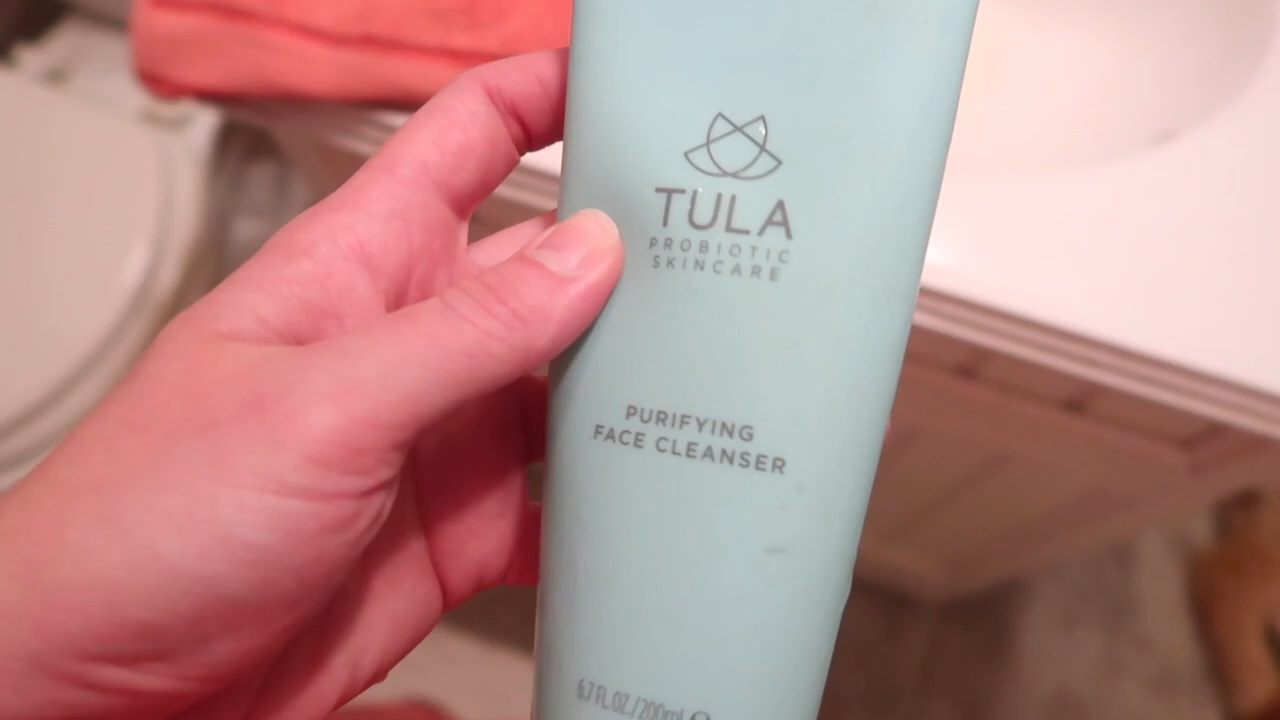 TULA
PROBIOTIC
SKINCARE
PURIFYING
FACE CLEANSER
6.7 FL.OZ./200ml ℮